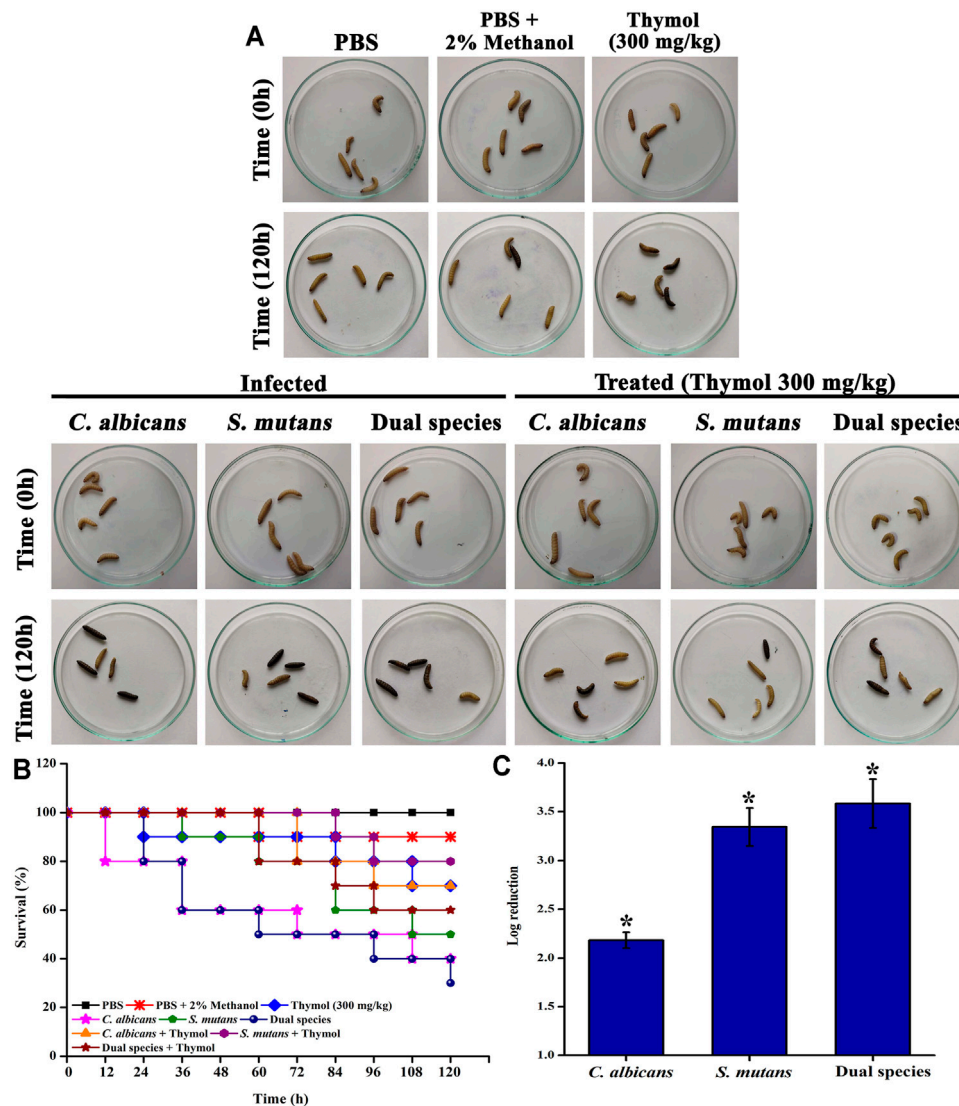 A
PBS
PBS +
2% Methanol
Thymol
(300 mg/kg)
Time (0h)
Time (120h)
Infected
Treated (Thymol 300 mg/kg)
C. albicans
S. mutans
Dual species
C. albicans
S. mutans
Dual species
Time (0h)
Time (120h)
B
Survival (%)
100
80
60
40
20
0
PBS
PBS + 2% Methanol
Thymol (300 mg/kg)
C. albicans
S. mutans
Dual species
C. albicans + Thymol
S. mutans + Thymol
Dual species + Thymol
0 12 24 36 48 60 72 84 96 108 120
Time (h)
C
Log reduction
4.0
3.5
3.0
2.5
2.0
1.5
1.0
*
*
*
C. albicans
S. mutans
Dual species